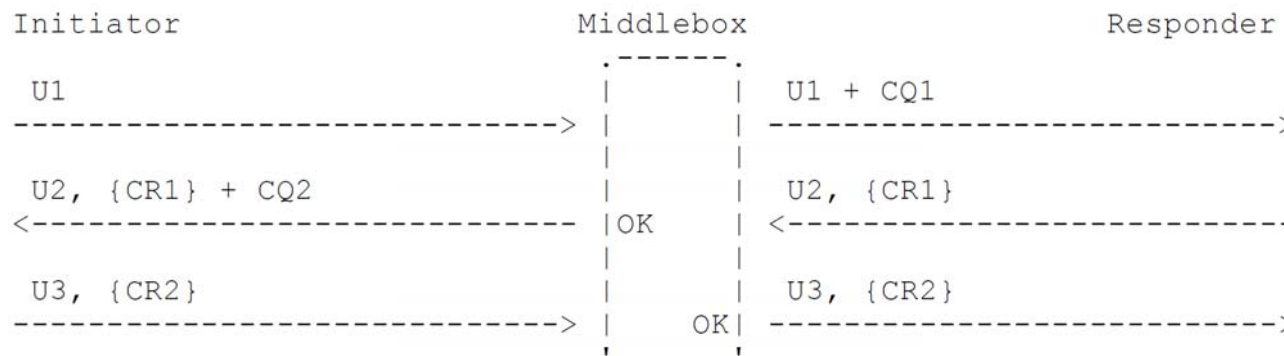 Initiator Middlebox Responder
U1 U1 + CQ1
U2, {CR1} + CQ2 U2, {CR1}
OK
U3, {CR2} U3, {CR2}
OK